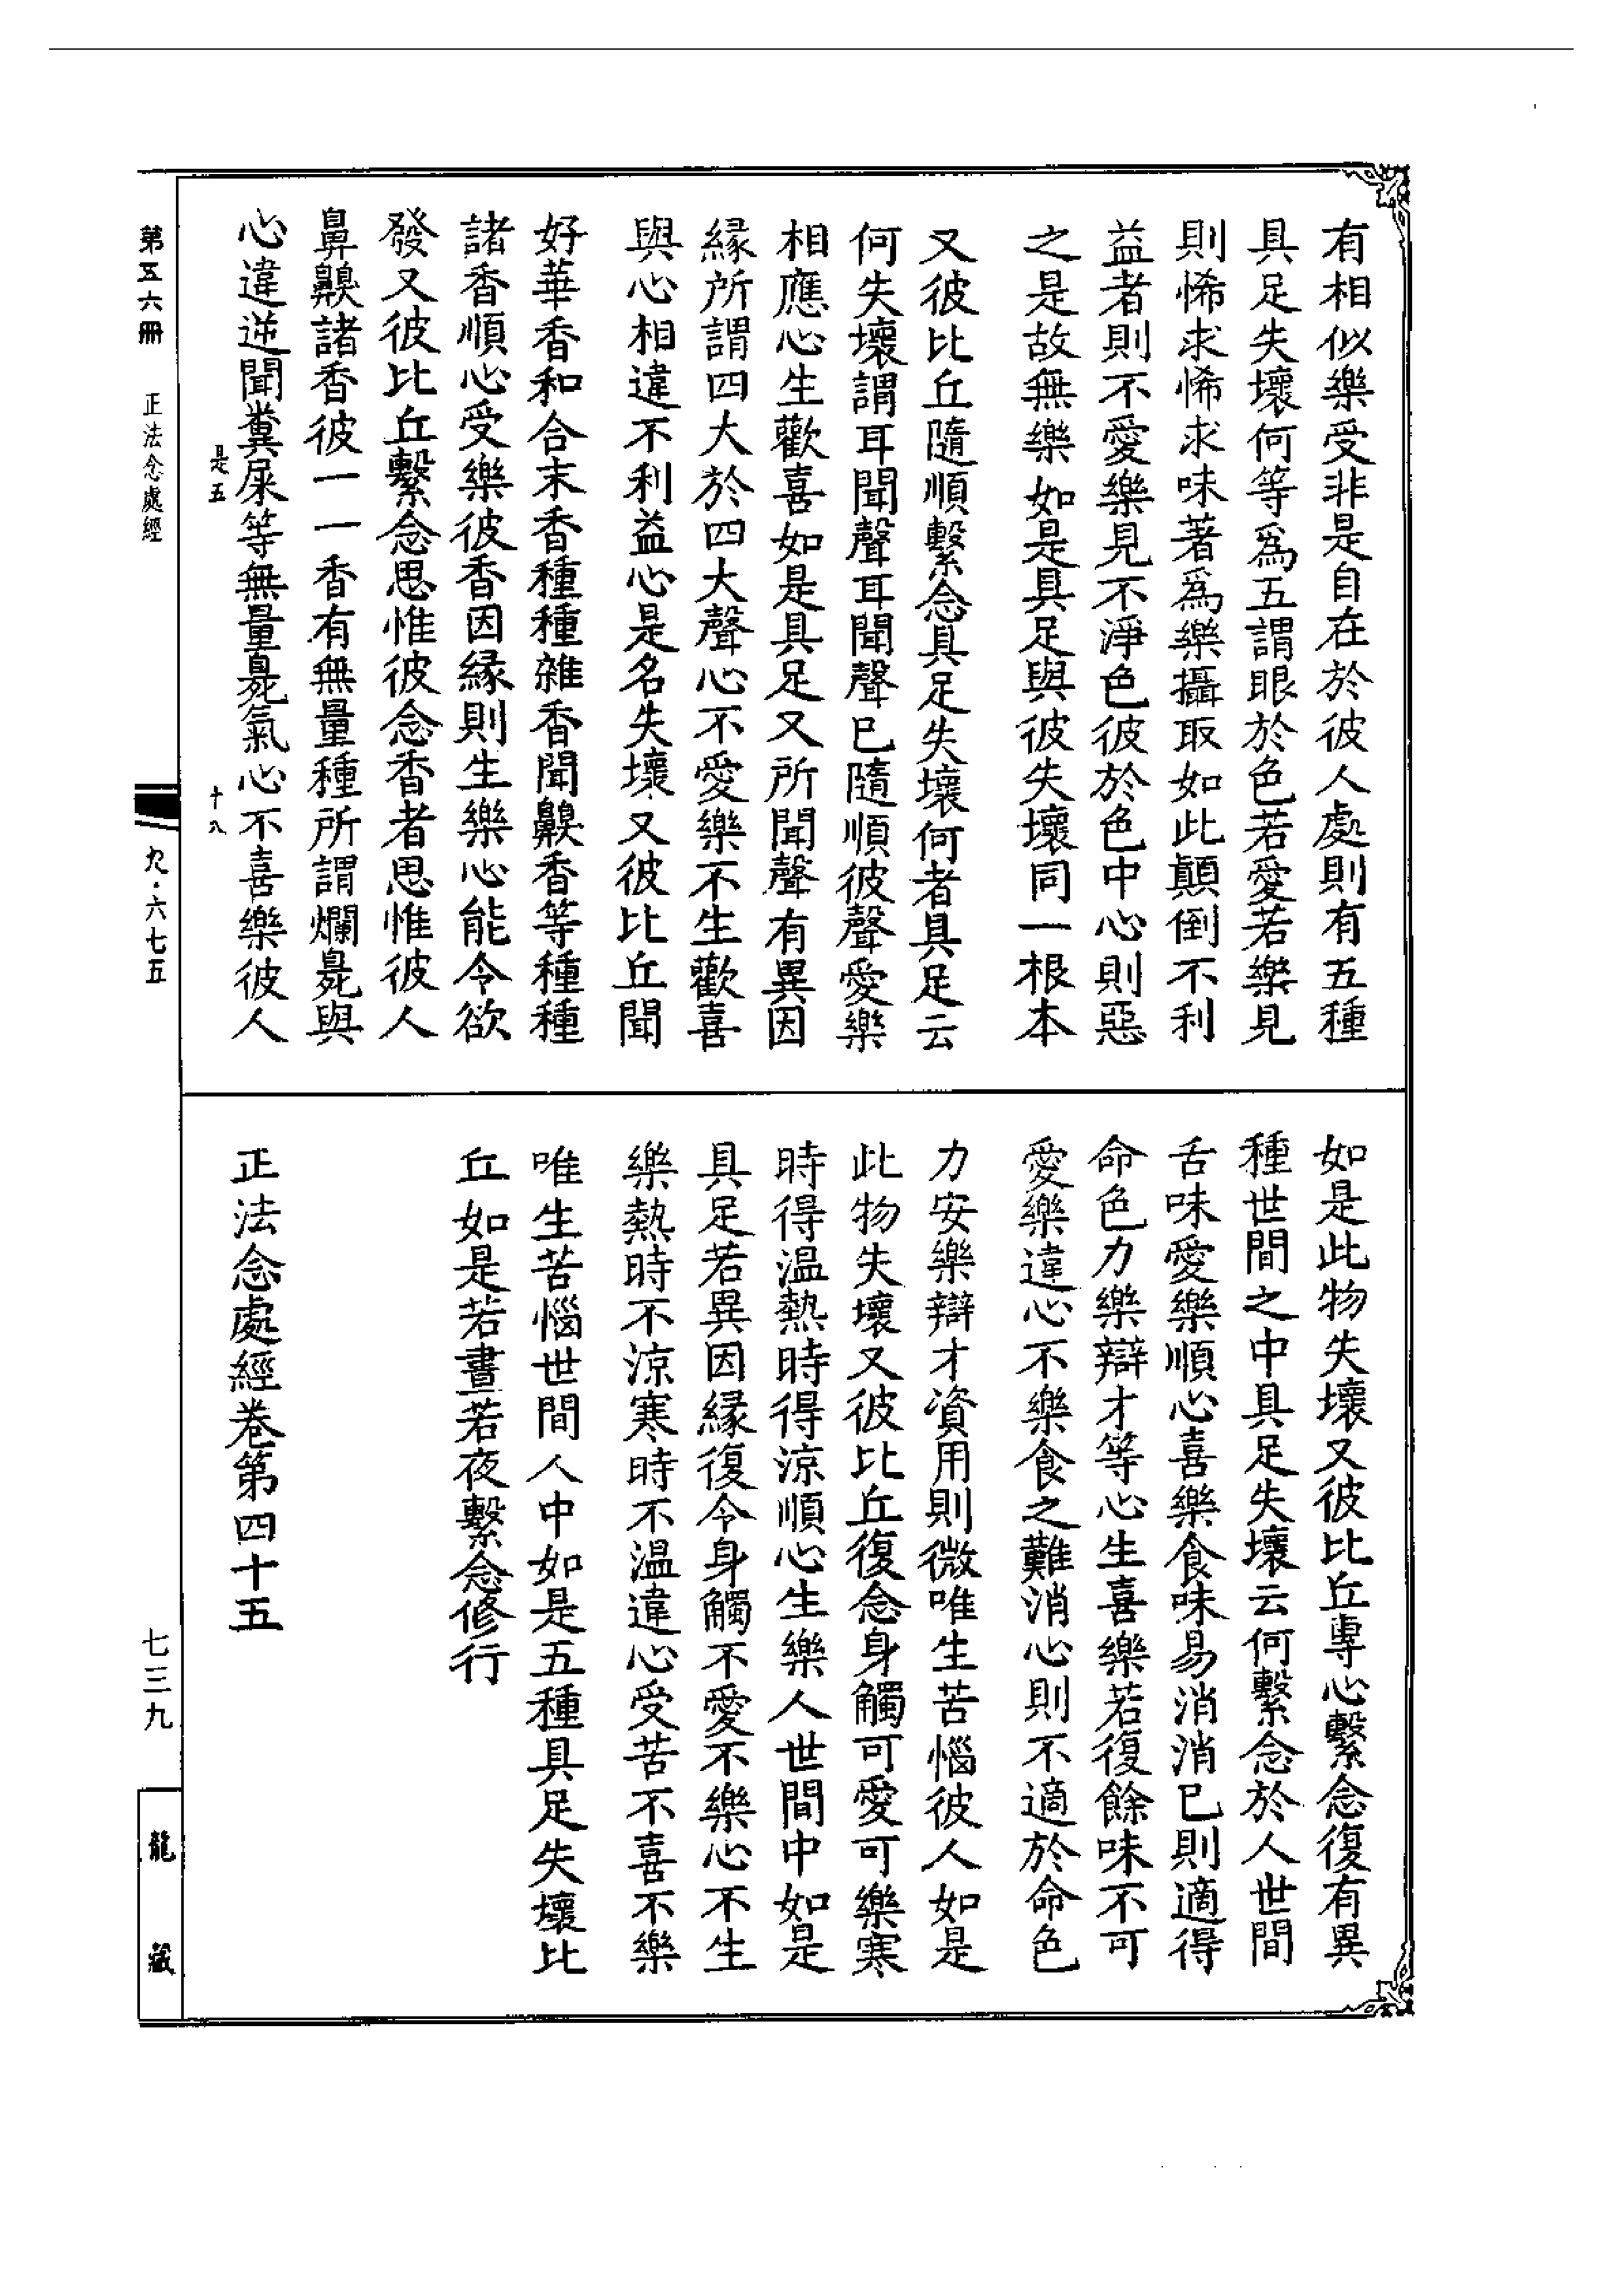 有相似樂受非是自在於彼人處則有五種
具足失壞何等爲五謂眼於色若愛若樂見
則悕求悕求味著爲樂攝取如此顛倒不利
益者則不愛樂見不淨色彼於色中心則惡
之是故無樂如是具足與彼失壞同一根本
又彼比丘隨順繫念具足失壞何者具足云
何失壞謂耳聞聲耳聞聲已隨順彼聲愛樂
相應心生歡喜如是具足又所聞聲有異因
緣所謂四大於四大聲心不愛樂不生歡喜
與心相違不利益心是名失壞又彼比丘聞
好華香和合末香種種雜香聞齅香等種種
諸香順心受樂彼香因緣則生樂心能令欲
發又彼比丘繫念思惟彼念香者思惟彼人
鼻齅諸香彼一一香有無量種所謂爛臰與
心違逆聞糞屎等無量臰氣心不喜樂彼人
是五
十八
如是此物失壞又彼比丘專心繫念復有異
種世間之中具足失壞云何繫念於人世間
舌味愛樂順心喜樂食味易消消已則適得
命色力樂辯才等心生喜樂若復餘味不可
愛樂違心不樂食之難消心則不適於命色
力安樂辯才資用則微唯生苦惱彼人如是
此物失壞又彼比丘復念身觸可愛可樂寒
時得温熱時得涼順心生樂人世間中如是
具足若異因緣復令身觸不愛不樂心不生
樂熱時不涼寒時不温違心受苦不喜不樂
唯生苦惱世間人中如是五種具足失壞比
丘如是若晝若夜繫念修行
正法念處經卷第四十五
第五六冊
正法念處經
九·六七五
七三九
龍藏